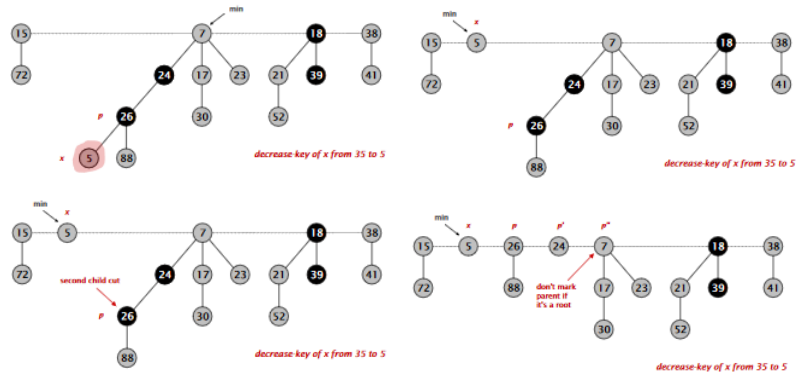 min
15 7 18 38
72 24 17 23 21 39 41
p 26 30 52
x 5 88
decrease-key of x from 35 to 5
x
min
15 5 7 18 38
72 24 17 23 21 39 41
p 26 30 52
88
decrease-key of x from 35 to 5
min x
15 5 7 18 38
second child cut
72 24 17 23 21 39 41
p 26 30 52
88
decrease-key of x from 35 to 5
min x p p' p"
15 5 26 24 7 18 38
72 88 17 23 21 39 41
don't mark
parent if
it's a root
30 52
decrease-key of x from 35 to 5